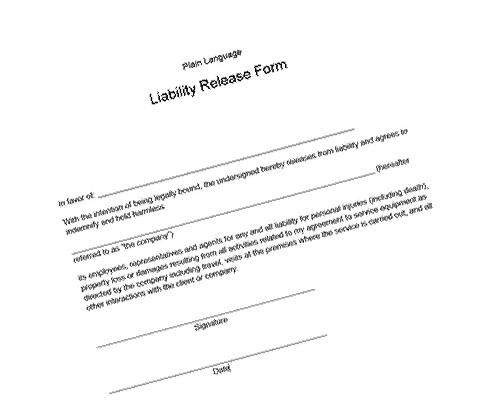 Plain Language
Liability Release Form
In favor of:
With the intention of being legally bound, the undersigned hereby releases from liability and agrees to
indemnify and hold harmless
(hereafter
referred to as "the company")
its employees, representatives and agents for any and all liability for personal injuries (including death),
property loss or damages resulting from all activities related to my agreement to service equipment as
directed by the company including travel, visits at the premises where the service is carried out, and all
other interactions with the client or company.
Signature
Date